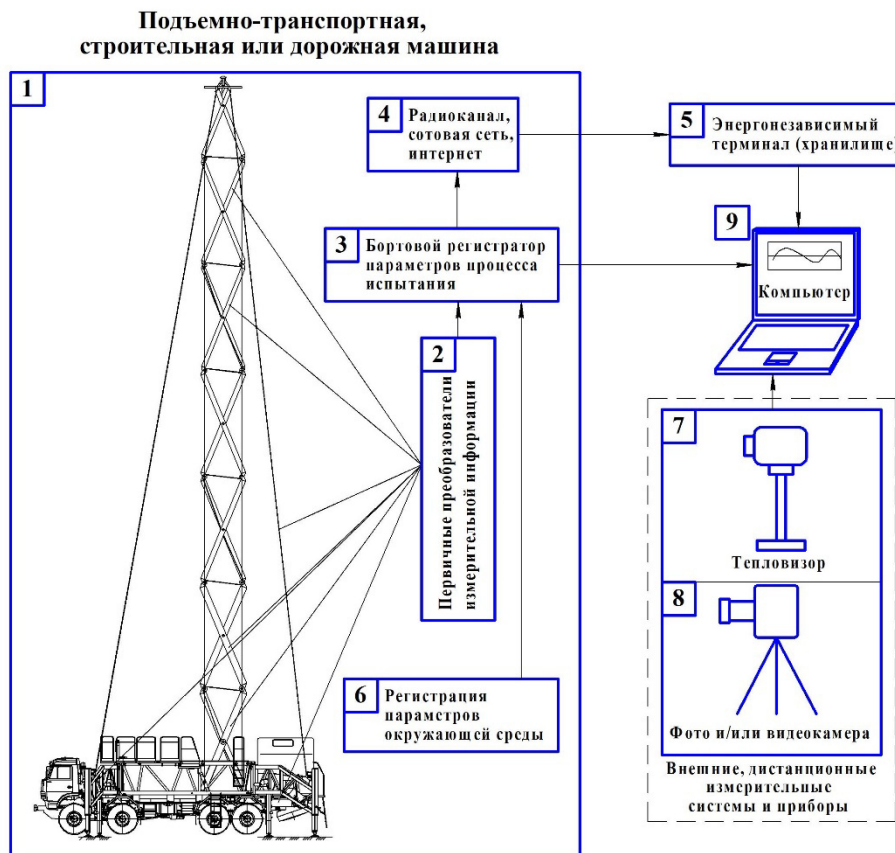 Подъемно-транспортная,
строительная или дорожная машина
1
4
Радиоканал,
сотовая сеть,
интернет
5
Энергонезависимый
терминал (хранилище)
3
Бортовой регистратор
параметров процесса
испытания
9
Компьютер
2
Первичные преобразователи
измерительной информации
7
Тепловизор
8
Фото и/или видеокамера
6
Регистрация
параметров
окружающей среды
Внешние, дистанционные
измерительные
системы и приборы